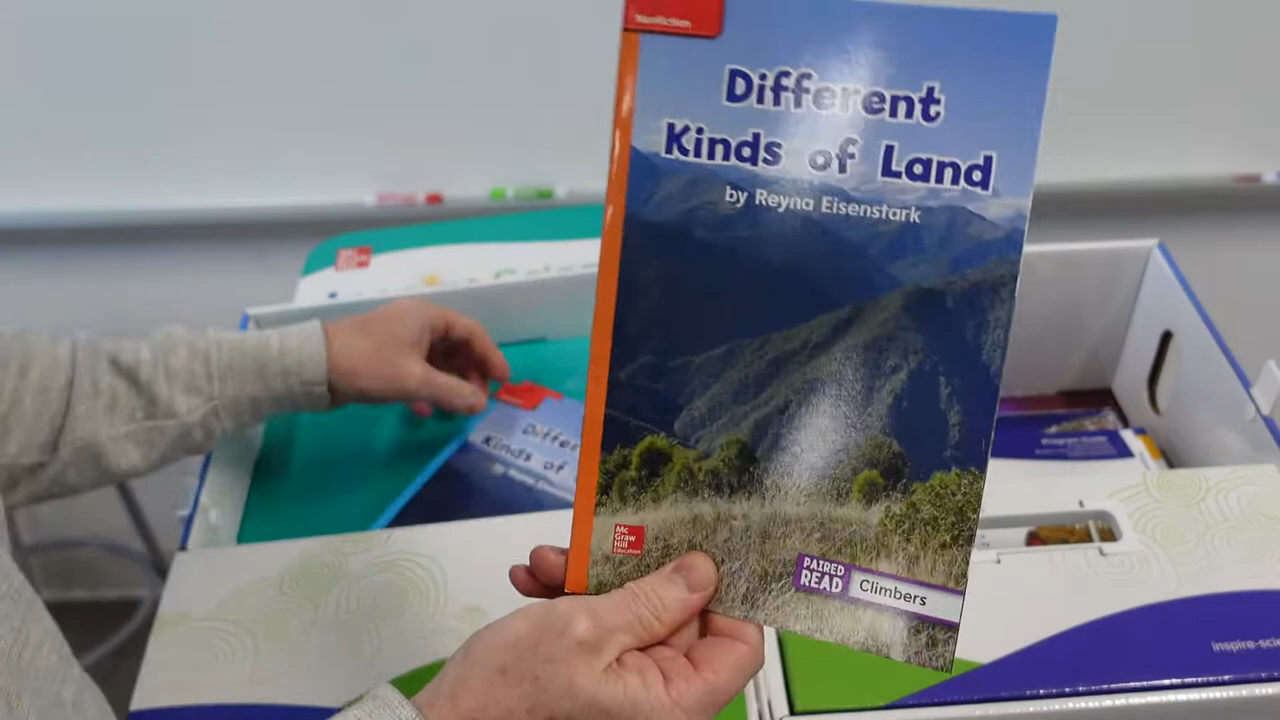 Nonfiction
Different
Kinds of Land
by Reyna Eisenstark
Mc
Graw
Hill
Education
PAIRED
READ
Climbers
Differ
Kinds of
inspire-scie